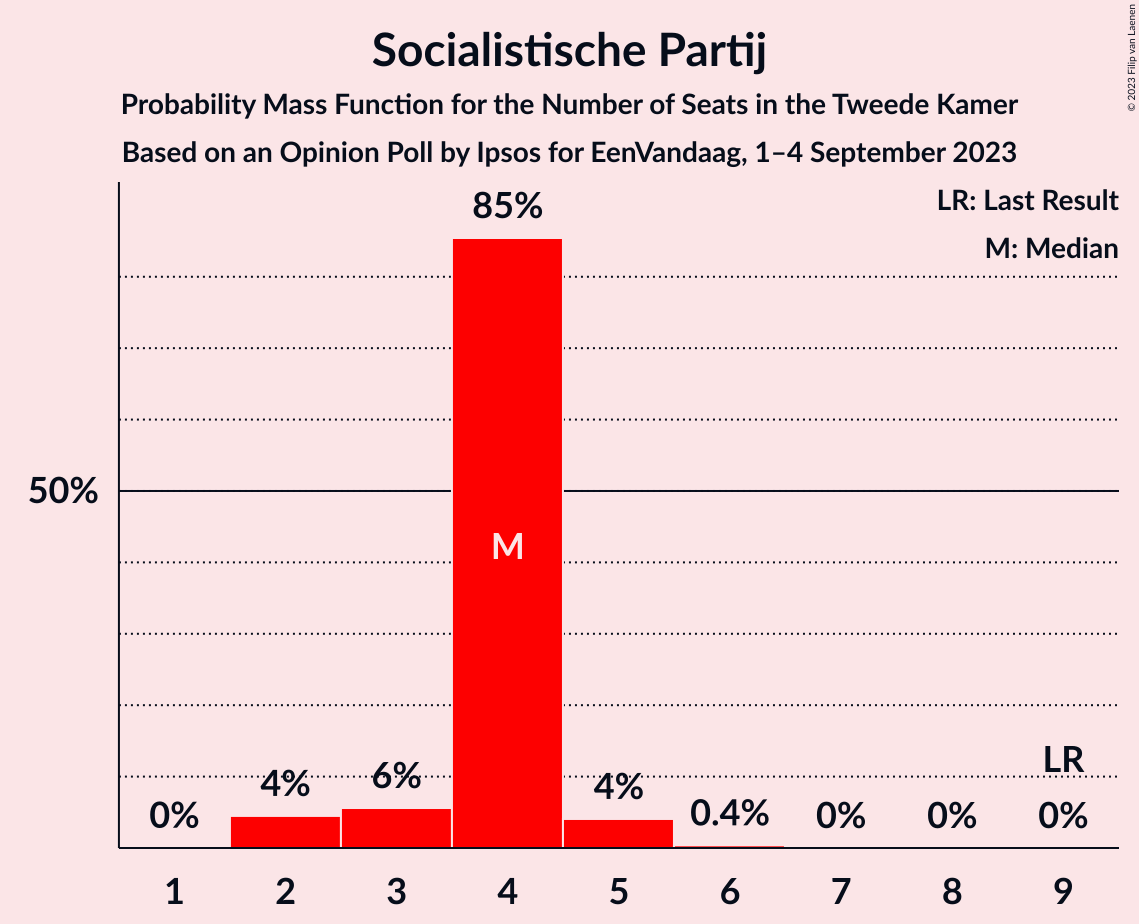 Socialistische Partij
Probability Mass Function for the Number of Seats in the Tweede Kamer
Based on an Opinion Poll by Ipsos for EenVandaag, 1–4 September 2023
© 2023 Filip van Laenen
LR: Last Result
M: Median
85%
50%
M
LR
0%
4%
6%
4%
0.4%
0%
0%
0%
1 2 3 4 5 6 7 8 9